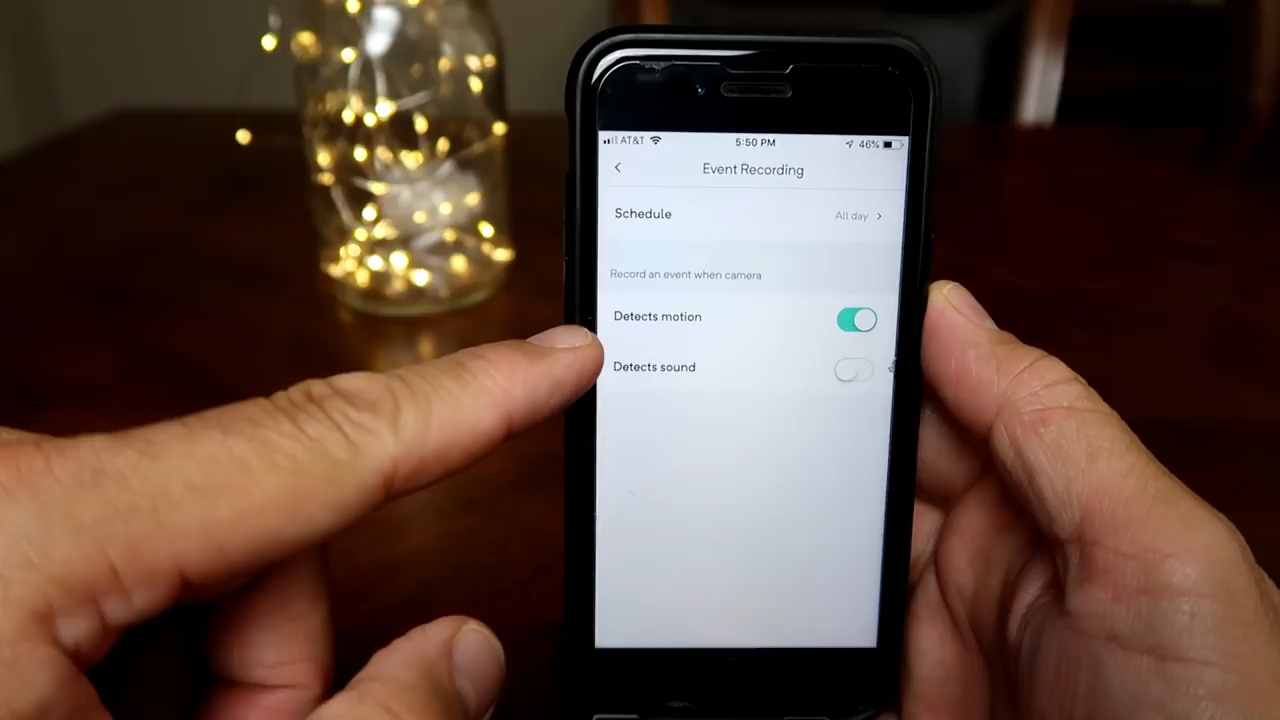 AT&T 5:50 PM 46%
Event Recording
Schedule All day
Record an event when camera
Detects motion
Detects sound